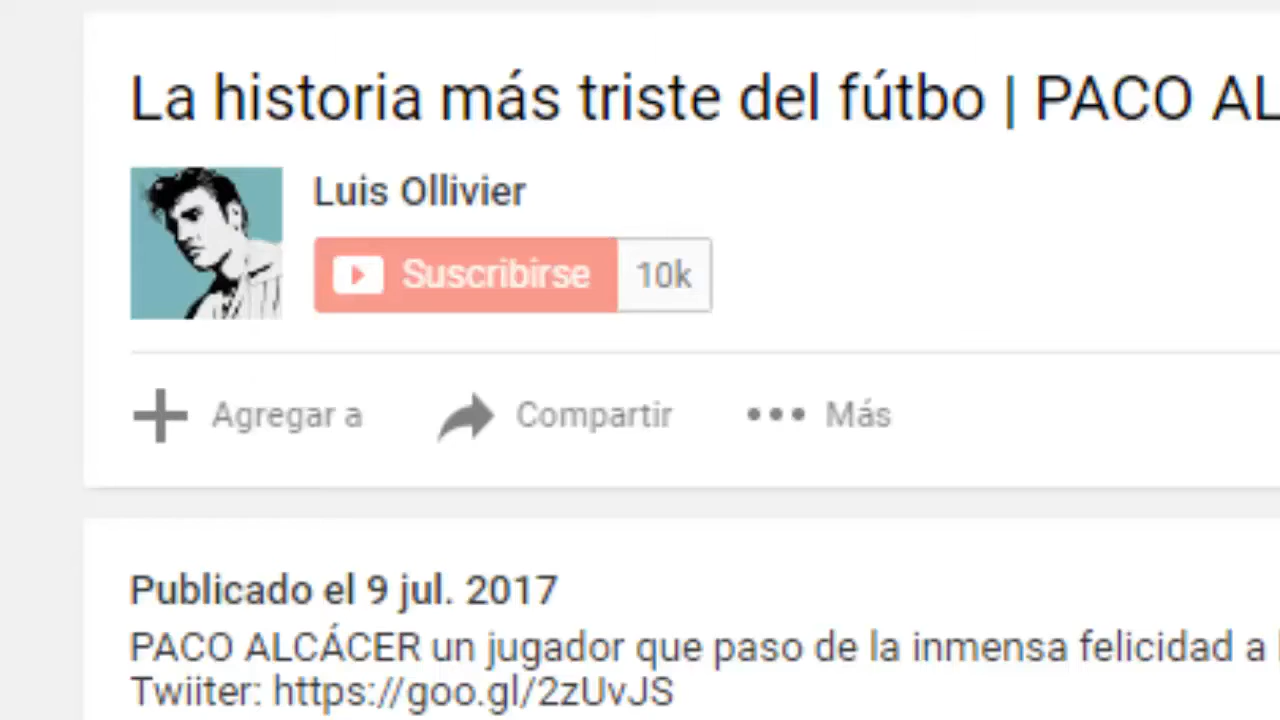 La historia más triste del fútbo | PACO AL
Luis Ollivier
Suscribirse 10k
Agregar a Compartir Más
Publicado el 9 jul. 2017
PACO ALCÁCER un jugador que paso de la inmensa felicidad a
Twiiter: https://goo.gl/2zUvJS